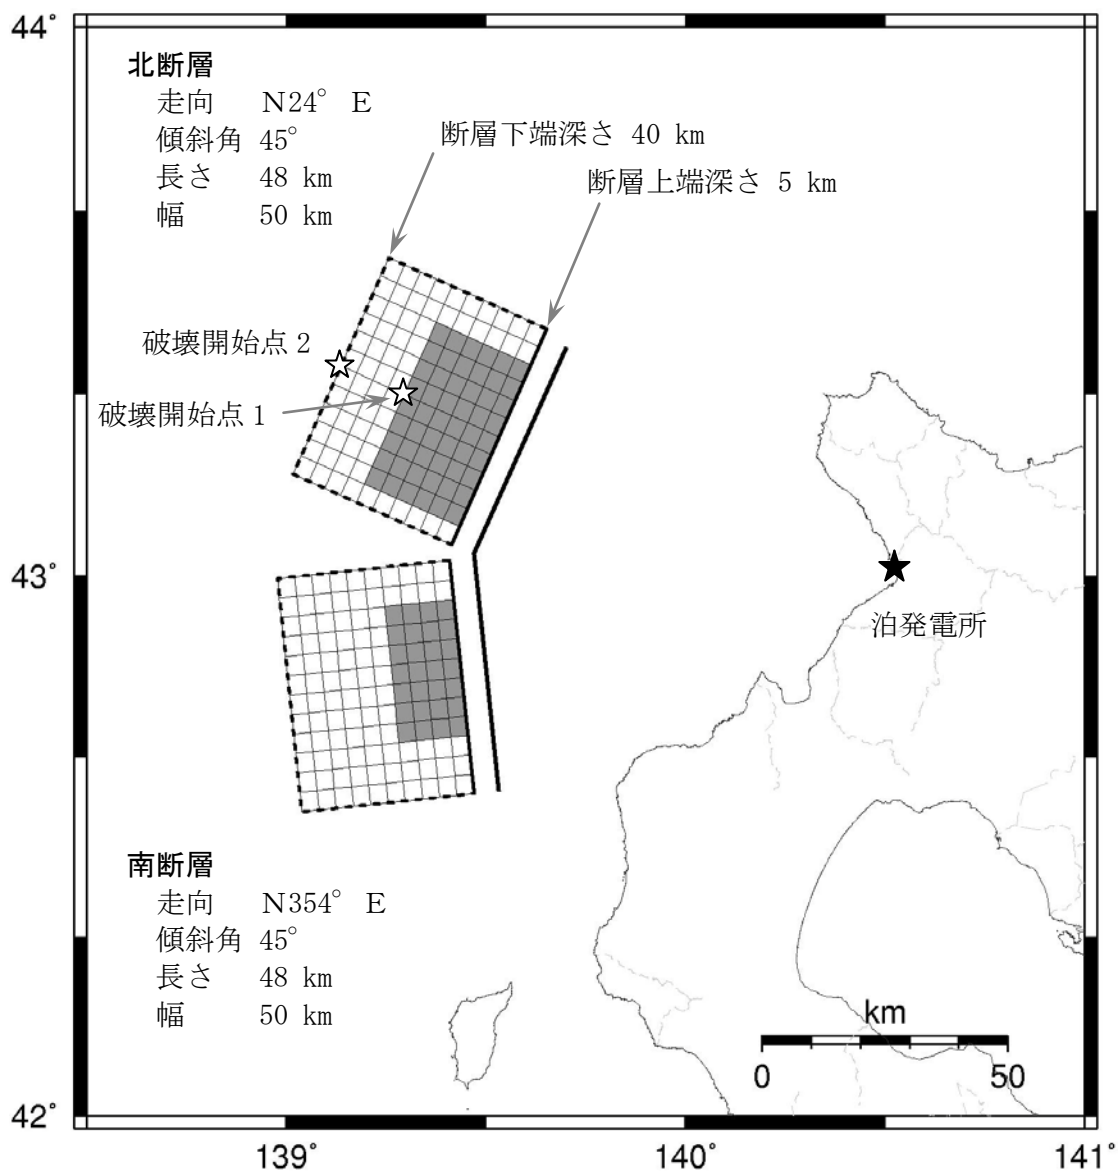 44°
北断層
走向 N24° E
傾斜角 45°
長さ 48 km
幅 50 km
断層下端深さ 40 km
断層上端深さ 5 km
破壊開始点 2
破壊開始点 1
43°
泊発電所
南断層
走向 N354° E
傾斜角 45°
長さ 48 km
幅 50 km
km
0 50
42°
139° 140° 141°